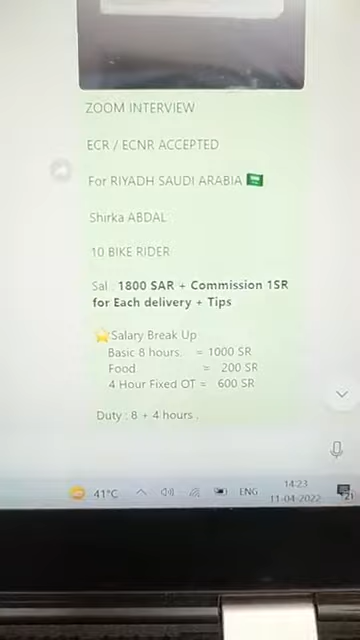 ZOOM INTERVIEW
ECR / ECNR ACCEPTED
For RIYADH SAUDI ARABIA 🇸🇦
Shirka ABDAL
10 BIKE RIDER
Sal : 1800 SAR + Commission 1SR
for Each delivery + Tips
⭐Salary Break Up
Basic 8 hours. = 1000 SR
Food. = 200 SR
4 Hour Fixed OT = 600 SR
Duty : 8 + 4 hours .
41°C ENG 14:23
11-04-2022 21